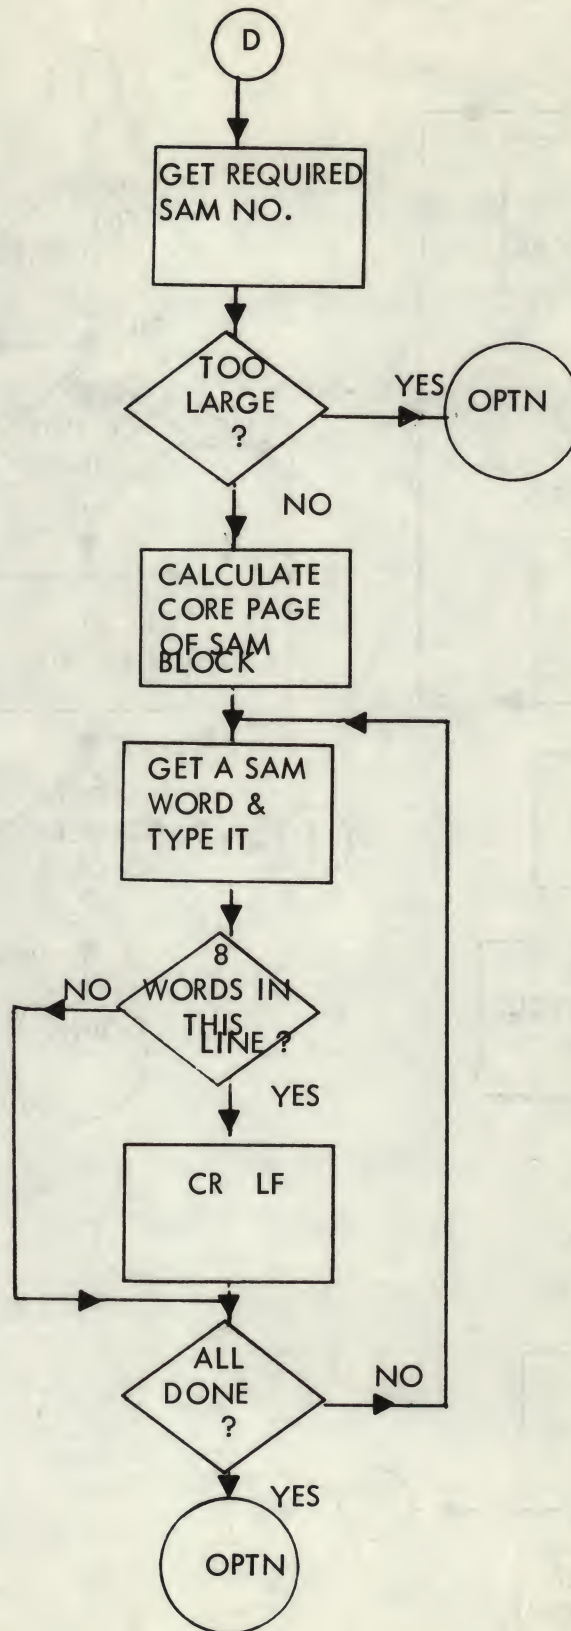 D
GET REQUIRED
SAM NO.
TOO
LARGE
?
YES
OPTN
NO
CALCULATE
CORE PAGE
OF SAM
BLOCK
GET A SAM
WORD &
TYPE IT
8
NO
WORDS IN
THIS
LINE ?
YES
CR LF
ALL
DONE
?
NO
YES
OPTN